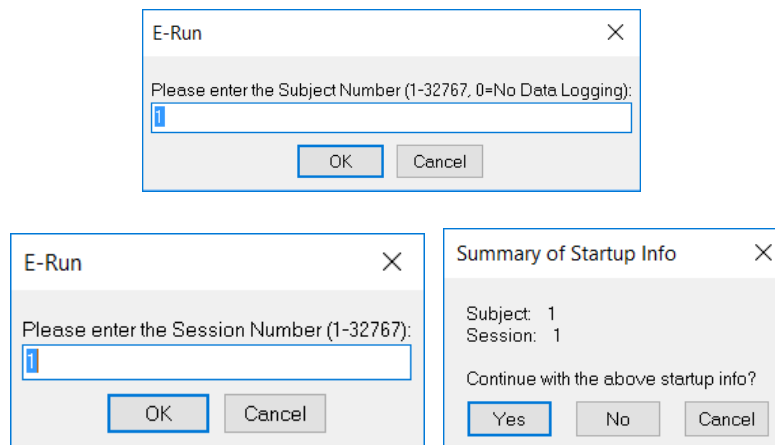 E-Run
Please enter the Subject Number (1-32767, 0=No Data Logging):
1
OK Cancel
E-Run
Please enter the Session Number (1-32767):
1
OK Cancel
Summary of Startup Info
Subject: 1
Session: 1
Continue with the above startup info?
Yes No Cancel